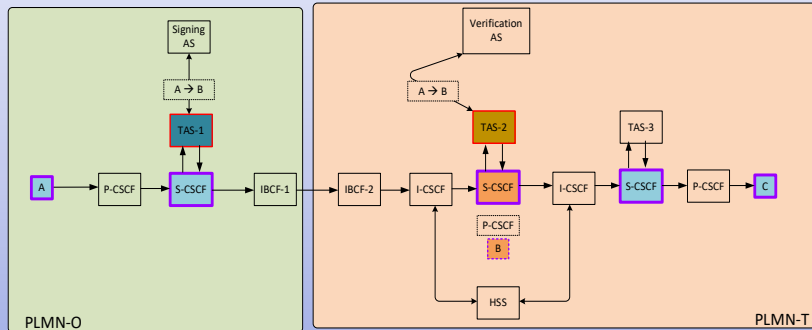 Signing
AS
Verification
AS
A → B
A → B
TAS-1
TAS-2
TAS-3
A
P-CSCF
S-CSCF
IBCF-1
IBCF-2
I-CSCF
S-CSCF
I-CSCF
S-CSCF
P-CSCF
C
P-CSCF
B
HSS
PLMN-O
PLMN-T